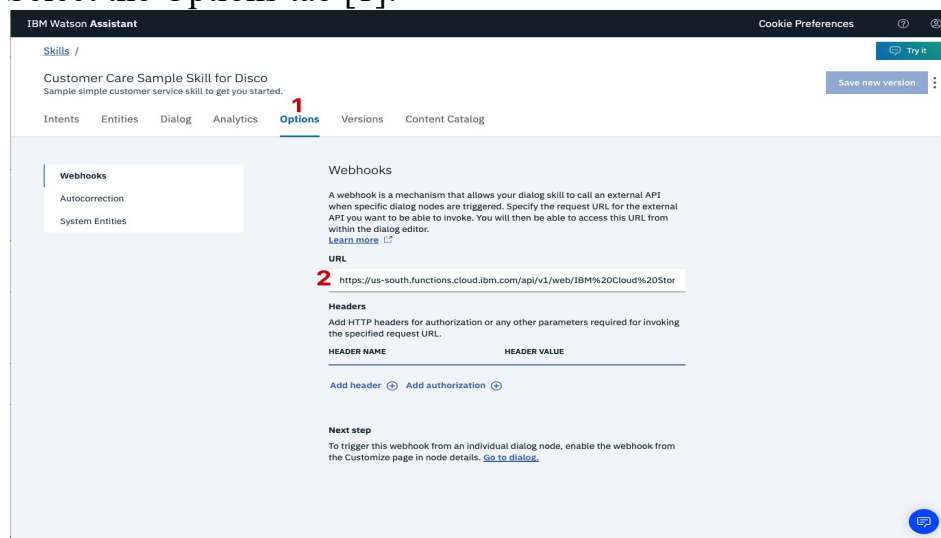 Select the Options tab [1].
IBM Watson Assistant
Cookie Preferences
Skills /
Try it
Customer Care Sample Skill for Disco
Sample simple customer service skill to get you started.
Save new version
1
Intents Entities Dialog Analytics Options Versions Content Catalog
Webhooks
Autocorrection
System Entities
Webhooks
A webhook is a mechanism that allows your dialog skill to call an external API
when specific dialog nodes are triggered. Specify the request URL for the external
API you want to be able to invoke. You will then be able to access this URL from
within the dialog editor.
Learn more
URL
2 https://us-south.functions.cloud.ibm.com/api/v1/web/IBM%20Cloud%20Stor
Headers
Add HTTP headers for authorization or any other parameters required for invoking
the specified request URL.
HEADER NAME HEADER VALUE
Add header Add authorization
Next step
To trigger this webhook from an individual dialog node, enable the webhook from
the Customize page in node details. Go to dialog.